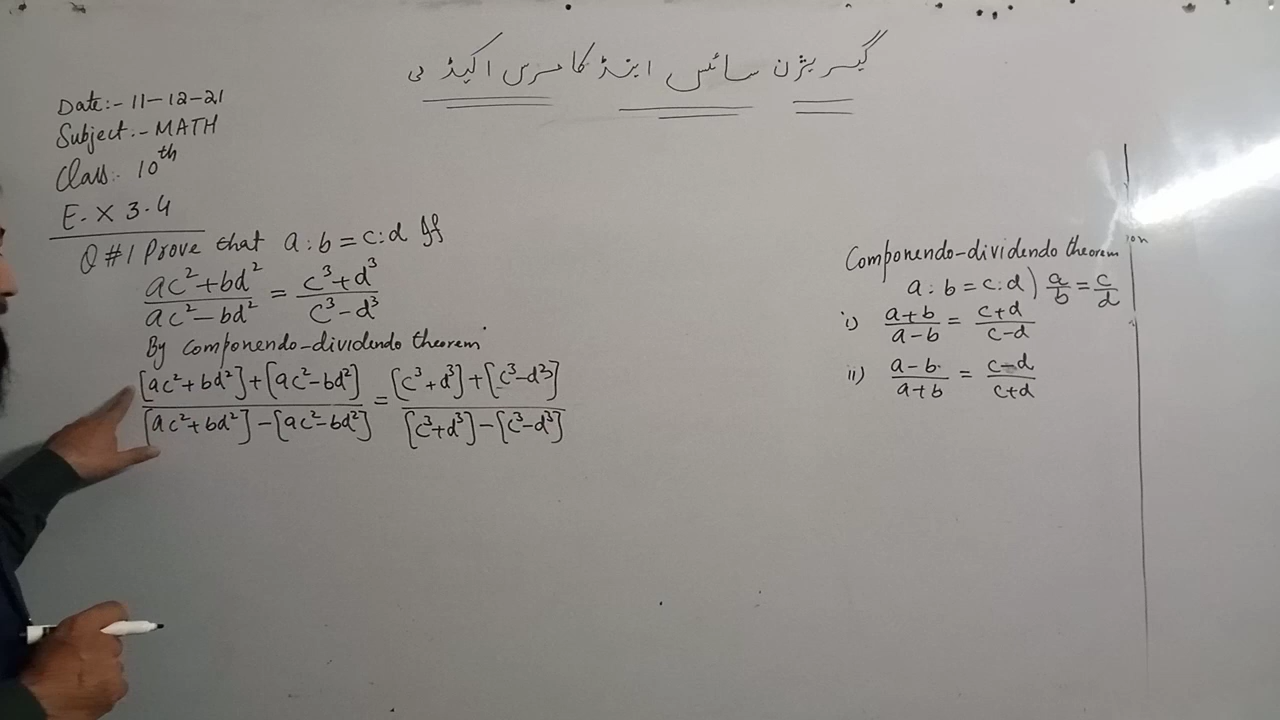 گیریژن سائنس اینڈ کامرس اکیڈمی
Date:- 11-12-21
Subject:- MATH
Class:- 10th
E.X 3.4
Q #1 Prove that a:b = c:d If
(ac²+bd²)/(ac²-bd²) = (c³+d³)/(c³-d³)
By componendo-dividendo theorem
([ac²+bd²]+[ac²-bd²])/([ac²+bd²]-[ac²-bd²]) = ([c³+d³]+[c³-d³])/([c³+d³]-[c³-d³])
Componendo-dividendo theorem
a:b = c:d) a/b = c/d
i) (a+b)/(a-b) = (c+d)/(c-d)
ii) (a-b)/(a+b) = (c-d)/(c+d)